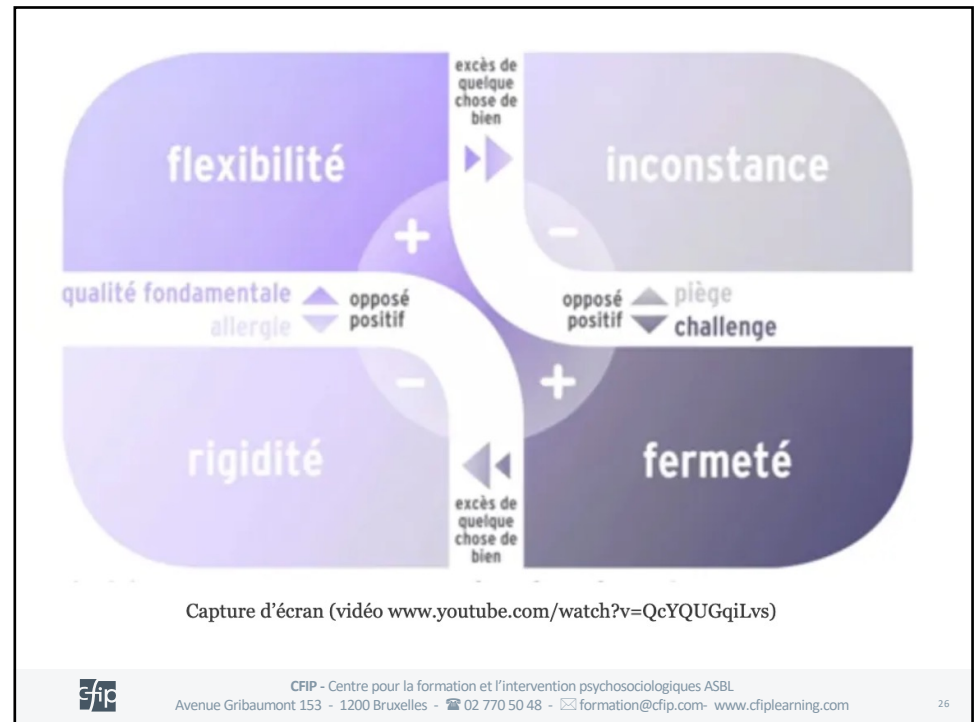 excès de
quelque
chose de
bien
flexibilité
inconstance
+
−
qualité fondamentale
allergie
opposé
positif
opposé
positif
piège
challenge
−
+
rigidité
fermeté
excès de
quelque
chose de
bien
Capture d'écran (vidéo www.youtube.com/watch?v=QcYQUGqiLvs)
cfip
CFIP - Centre pour la formation et l'intervention psychosociologiques ASBL
Avenue Gribaumont 153 - 1200 Bruxelles - ☎ 02 770 50 48 - ✉ formation@cfip.com- www.cfiplearning.com
26